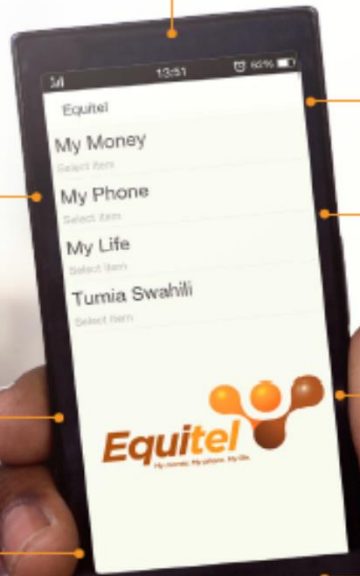 13:51
62%
Equitel
My Money
Select item
My Phone
Select item
My Life
Select item
Tumia Swahili
Select item
Equitel
My money. My phone. My life.